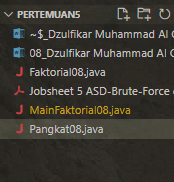 PERTEMUAN5
~$_Dzulfikar Muhammad Al G
08_Dzulfikar Muhammad Al G
Faktorial08.java
Jobsheet 5 ASD-Brute-Force
MainFaktorial08.java
Pangkat08.java